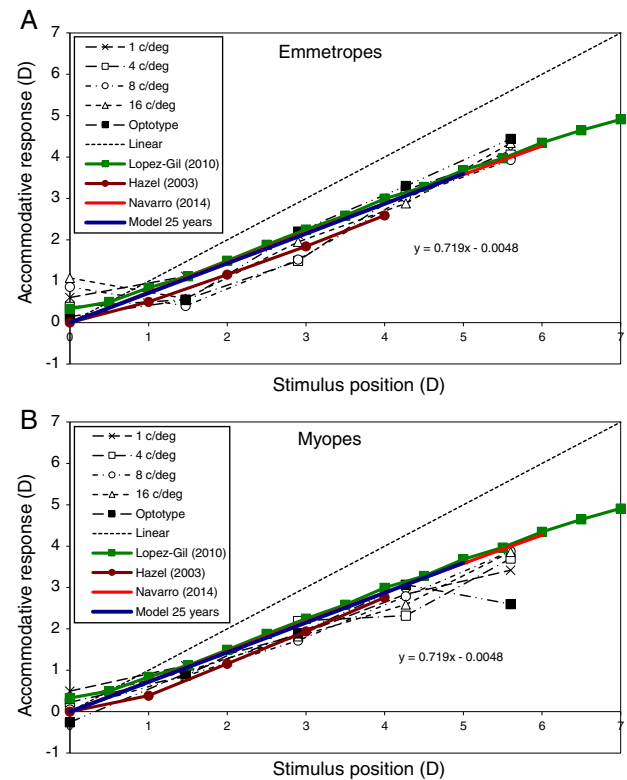 A
Emmetropes
7
6
5
4
3
2
1
0
-1
Accommodative response (D)
1 c/deg
4 c/deg
8 c/deg
16 c/deg
Optotype
Linear
Lopez-Gil (2010)
Hazel (2003)
Navarro (2014)
Model 25 years
y = 0.719x - 0.0048
0 1 2 3 4 5 6 7
Stimulus position (D)
B
Myopes
7
6
5
4
3
2
1
0
-1
Accommodative response (D)
1 c/deg
4 c/deg
8 c/deg
16 c/deg
Optotype
Linear
Lopez-Gil (2010)
Hazel (2003)
Navarro (2014)
Model 25 years
y = 0.719x - 0.0048
0 1 2 3 4 5 6 7
Stimulus position (D)